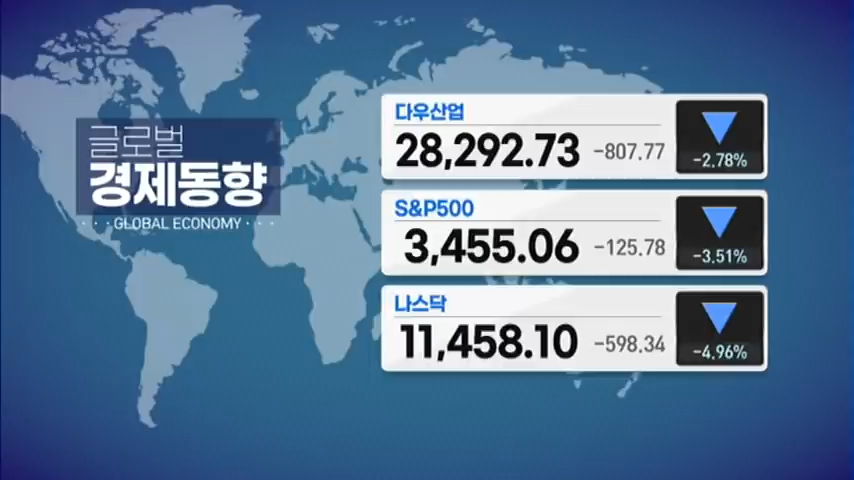 글로벌
경제동향
···GLOBAL ECONOMY···
다우산업
28,292.73 -807.77
-2.78%
S&P500
3,455.06 -125.78
-3.51%
나스닥
11,458.10 -598.34
-4.96%